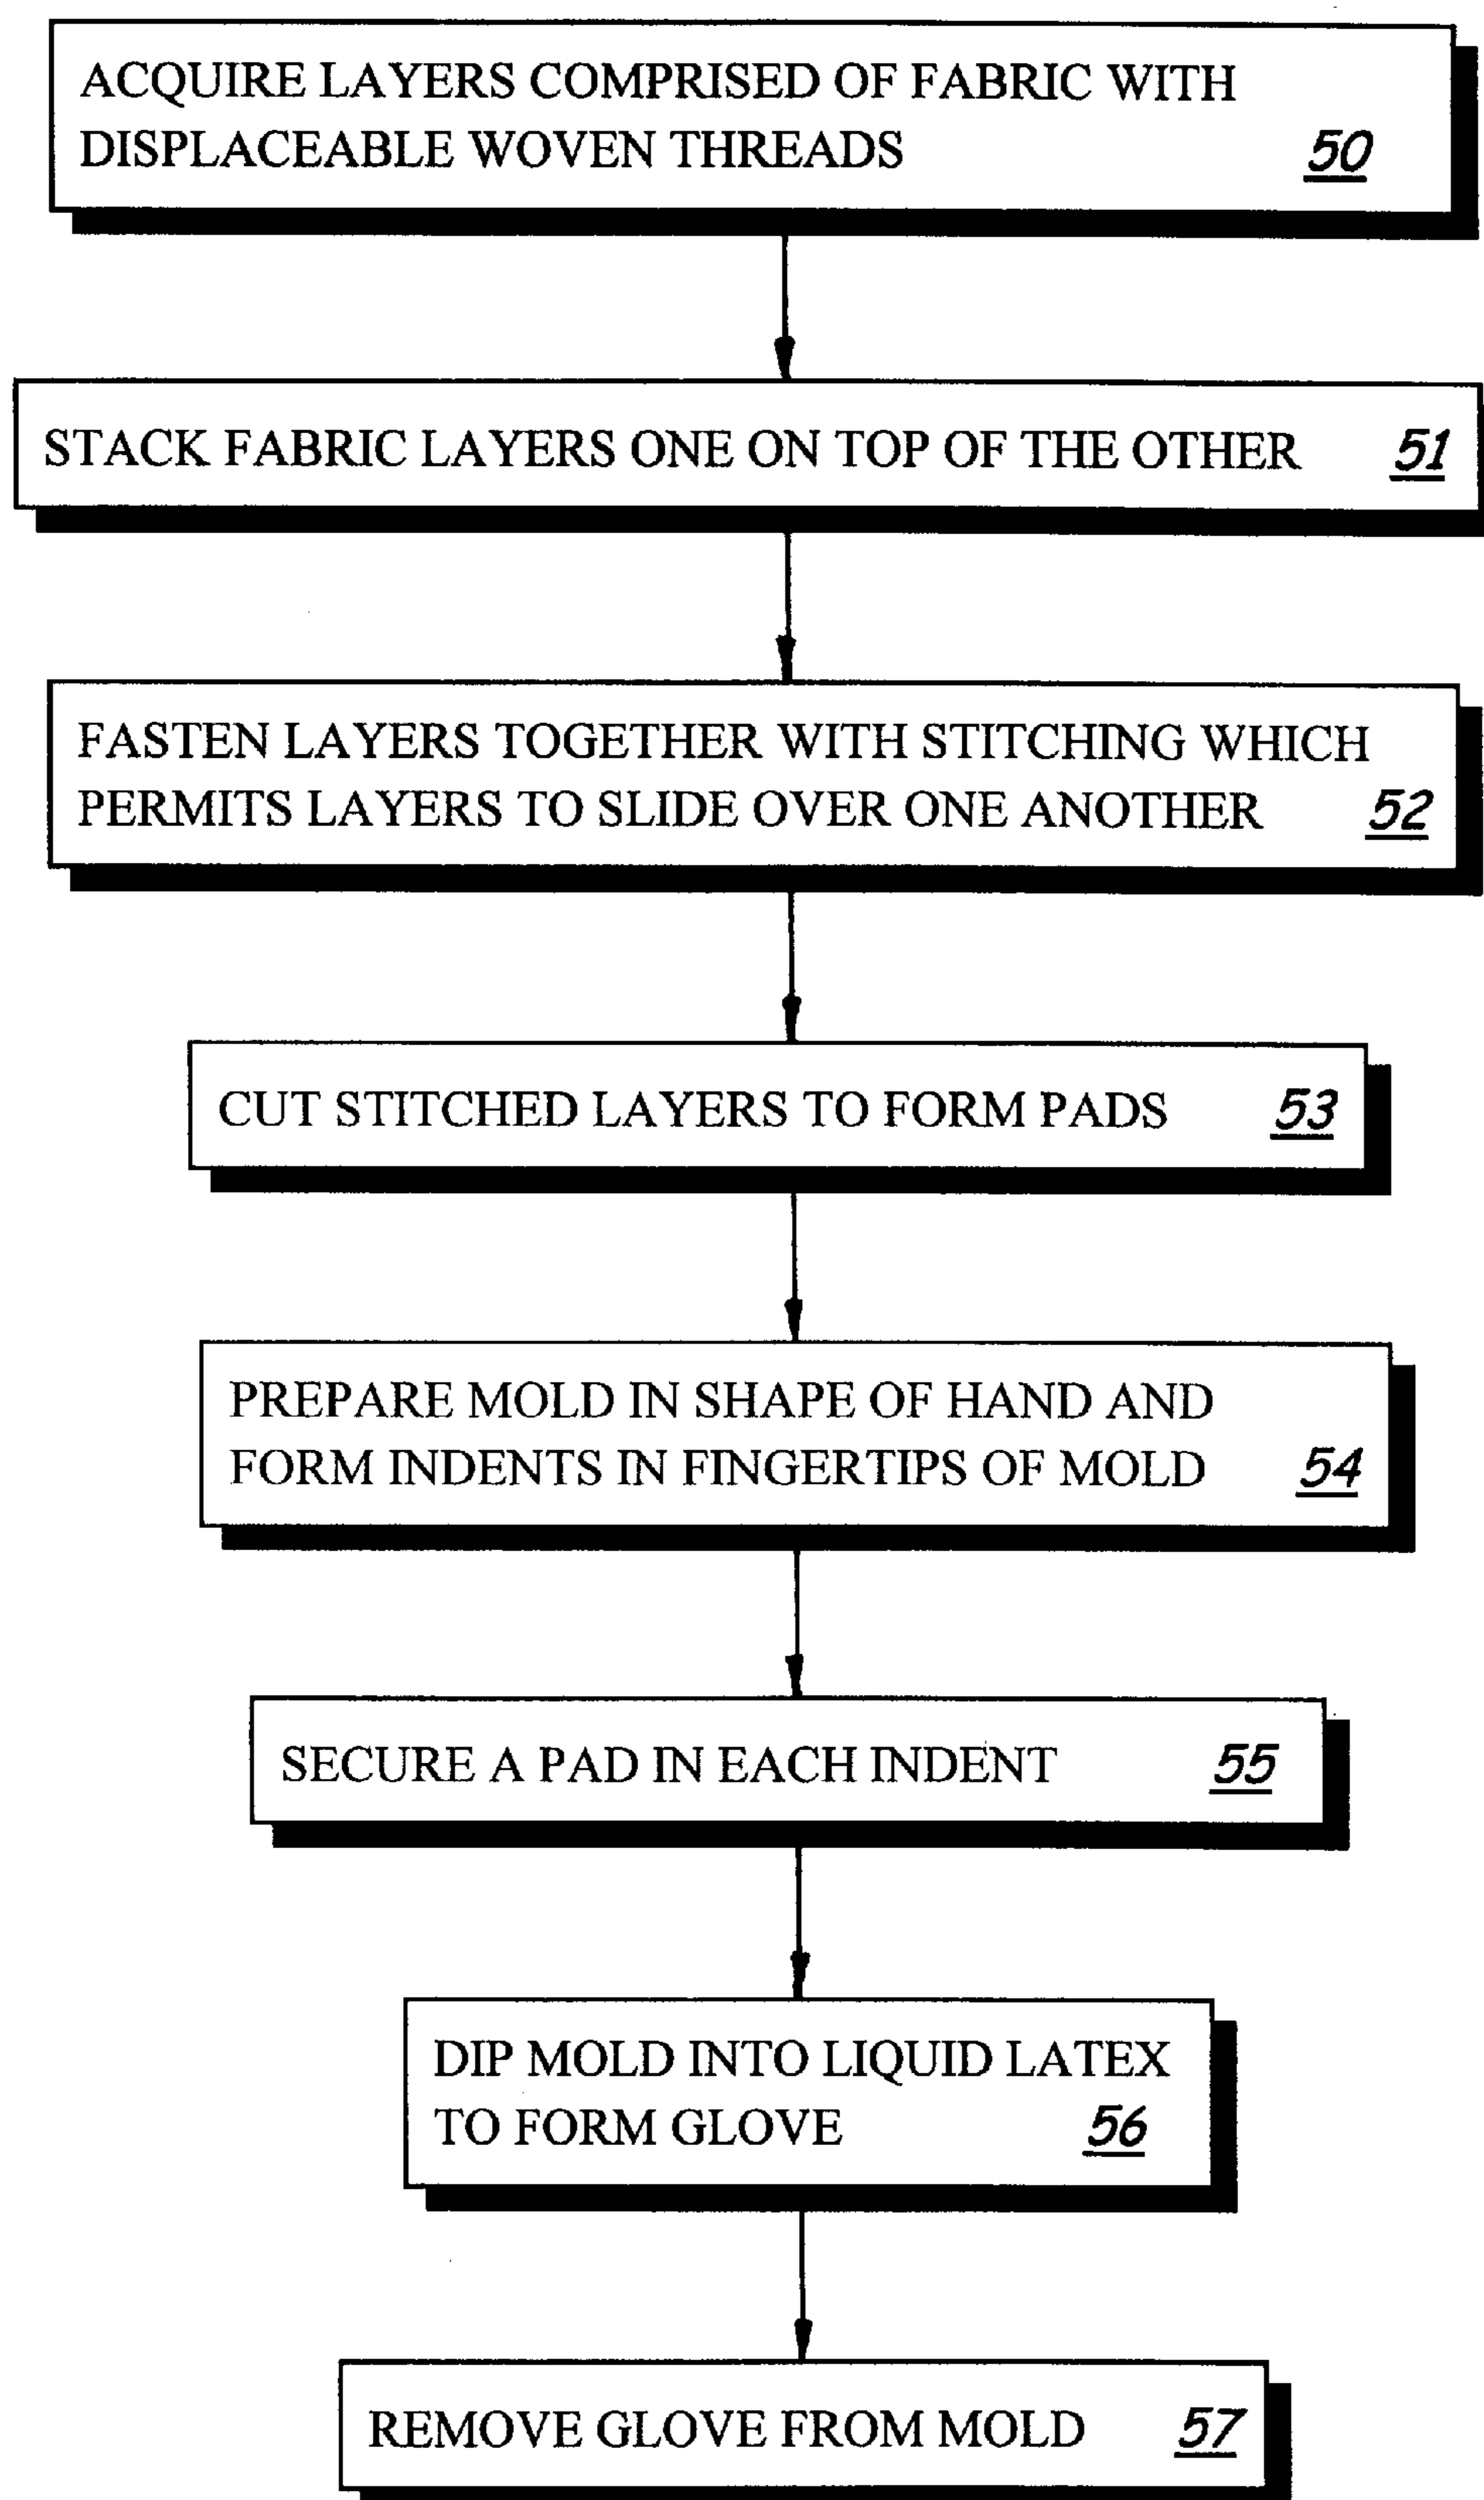 ACQUIRE LAYERS COMPRISED OF FABRIC WITH
DISPLACEABLE WOVEN THREADS 50
STACK FABRIC LAYERS ONE ON TOP OF THE OTHER 51
FASTEN LAYERS TOGETHER WITH STITCHING WHICH
PERMITS LAYERS TO SLIDE OVER ONE ANOTHER 52
CUT STITCHED LAYERS TO FORM PADS 53
PREPARE MOLD IN SHAPE OF HAND AND
FORM INDENTS IN FINGERTIPS OF MOLD 54
SECURE A PAD IN EACH INDENT 55
DIP MOLD INTO LIQUID LATEX
TO FORM GLOVE 56
REMOVE GLOVE FROM MOLD 57